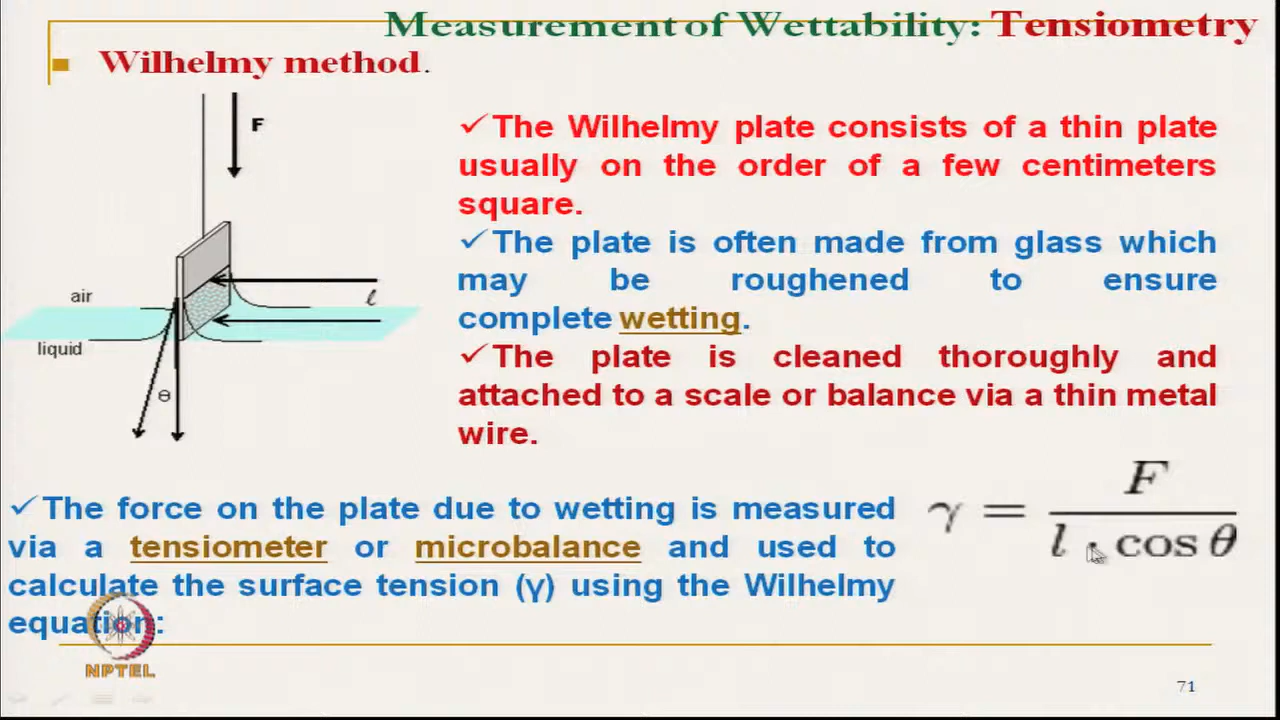 Measurement of Wettability: Tensiometry
Wilhelmy method.
F
air
liquid
ℓ
Θ
✓The Wilhelmy plate consists of a thin plate
usually on the order of a few centimeters
square.
✓The plate is often made from glass which
may be roughened to ensure
complete wetting.
✓The plate is cleaned thoroughly and
attached to a scale or balance via a thin metal
wire.
✓The force on the plate due to wetting is measured
via a tensiometer or microbalance and used to
calculate the surface tension (γ) using the Wilhelmy
equation:
γ = F / l · cos θ
NPTEL
71